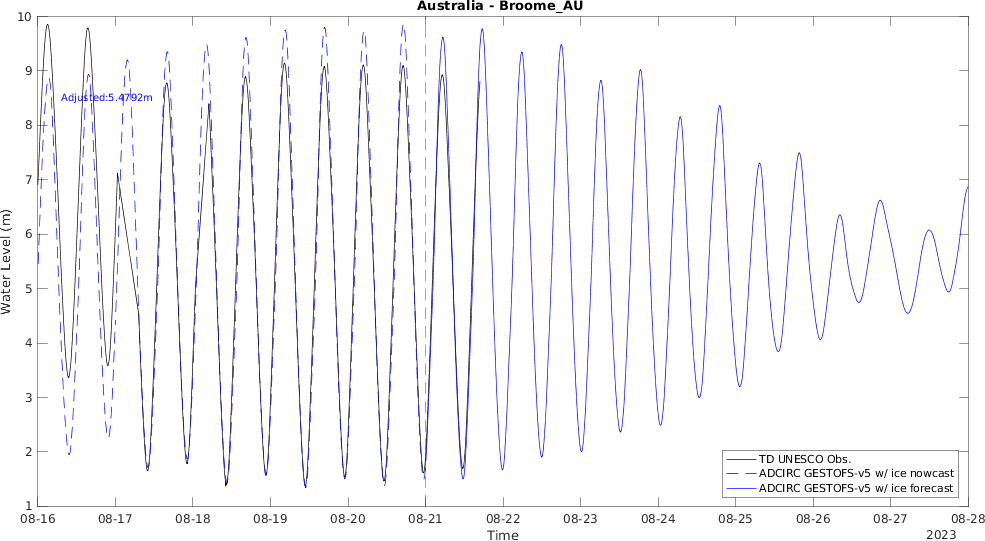 Australia - Broome_AU
10
9
8
7
6
5
4
3
2
1
Water Level (m)
Adjusted:5.4792m
TD UNESCO Obs.
ADCIRC GESTOFS-v5 w/ ice nowcast
ADCIRC GESTOFS-v5 w/ ice forecast
08-16 08-17 08-18 08-19 08-20 08-21 08-22 08-23 08-24 08-25 08-26 08-27 08-28
Time
2023